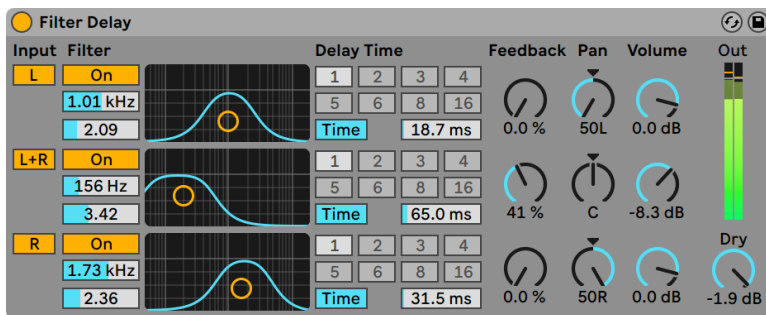 Filter Delay
Input Filter Delay Time Feedback Pan Volume Out
L On 1 2 3 4
1.01 kHz 5 6 8 16
2.09 Time 18.7 ms 0.0 % 50L 0.0 dB
L+R On 1 2 3 4
156 Hz 5 6 8 16
3.42 Time 65.0 ms 41 % C -8.3 dB
R On 1 2 3 4 Dry
1.73 kHz 5 6 8 16
2.36 Time 31.5 ms 0.0 % 50R 0.0 dB -1.9 dB